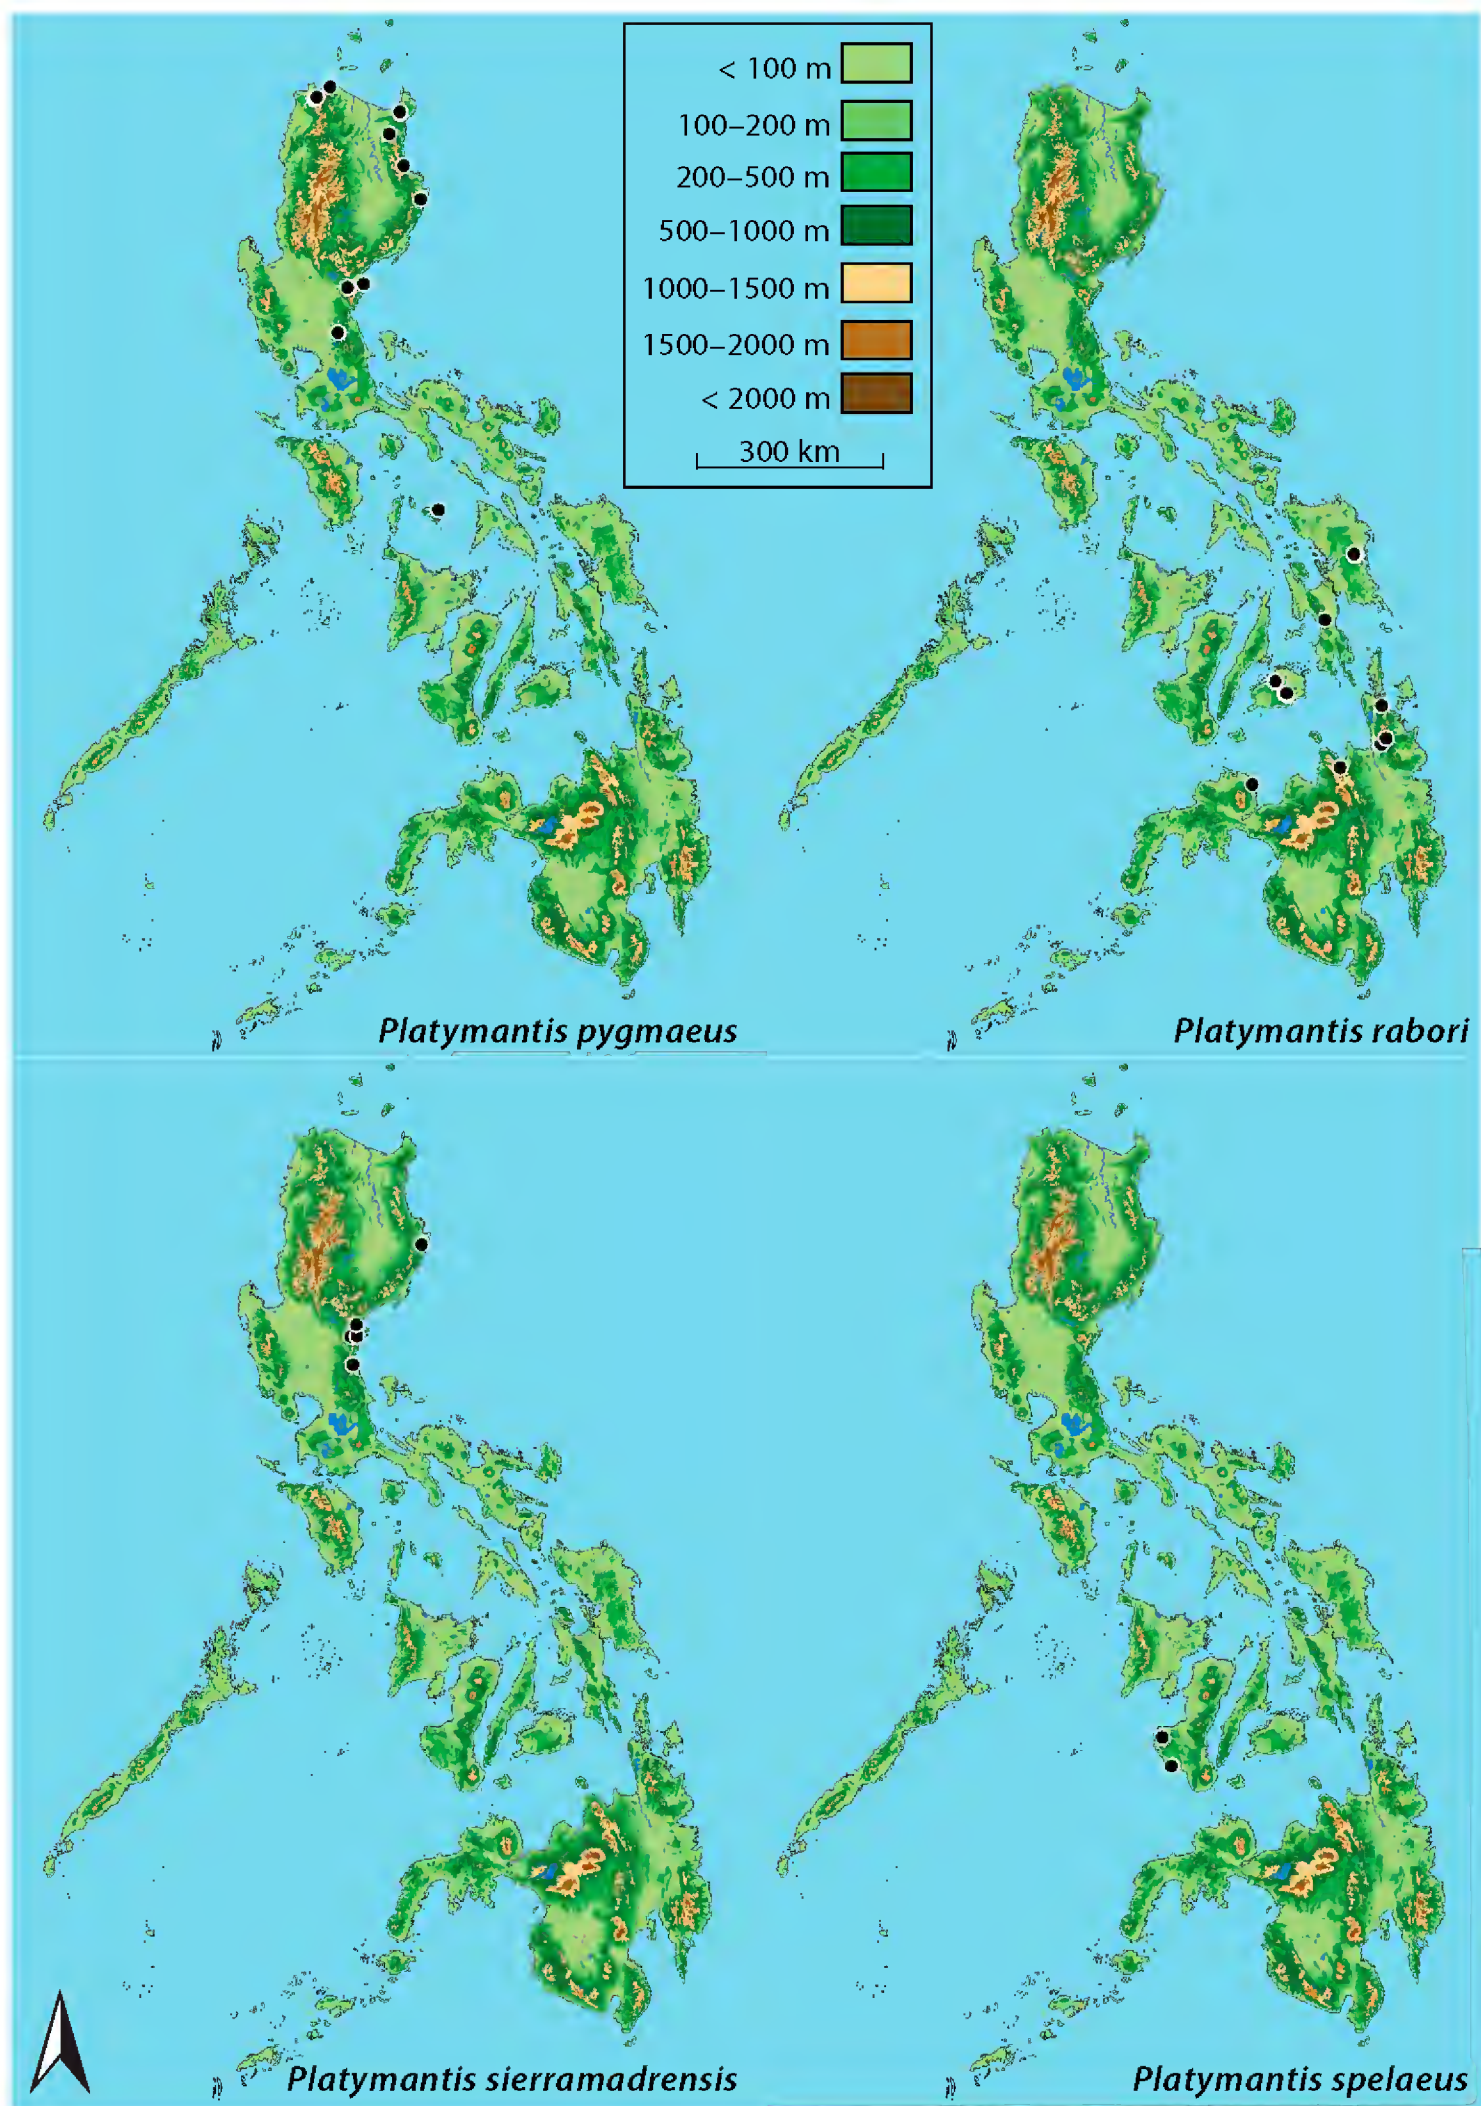 < 100 m
100–200 m
200–500 m
500–1000 m
1000–1500 m
1500–2000 m
< 2000 m
300 km
Platymantis pygmaeus
Platymantis rabori
Platymantis sierramadrensis
Platymantis spelaeus